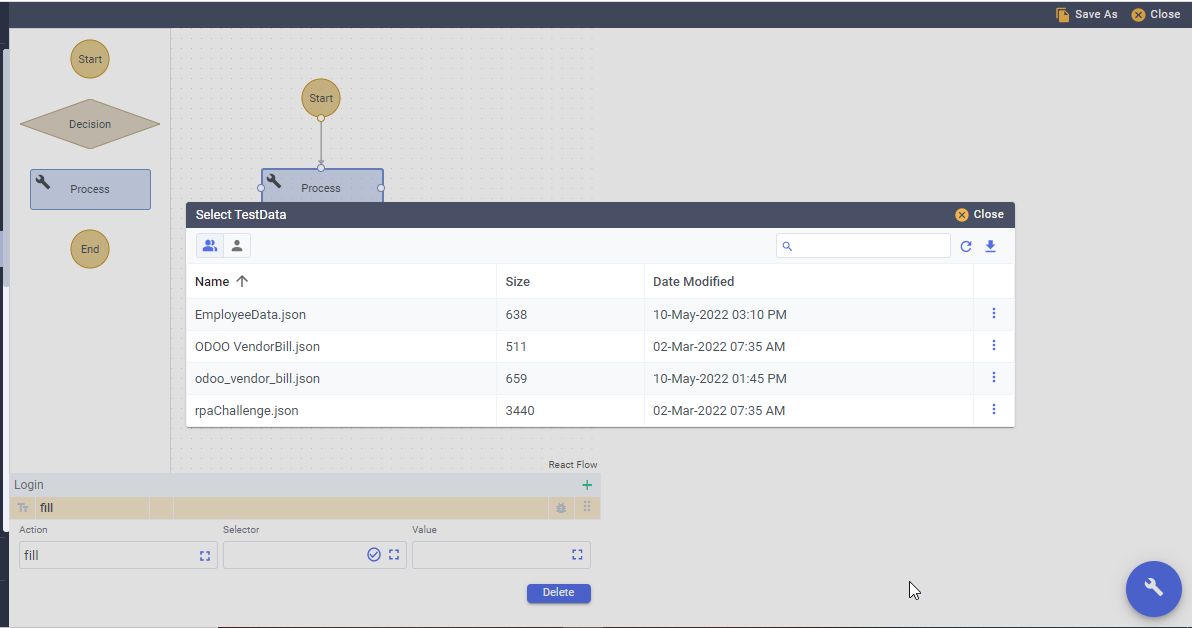 Save As Close
Start
Decision
Process
End
Start
Process
Select TestData Close
Name Size Date Modified
EmployeeData.json 638 10-May-2022 03:10 PM
ODOO VendorBill.json 511 02-Mar-2022 07:35 AM
odoo_vendor_bill.json 659 10-May-2022 01:45 PM
rpaChallenge.json 3440 02-Mar-2022 07:35 AM
React Flow
Login
Tт fill
Action Selector Value
fill
Delete